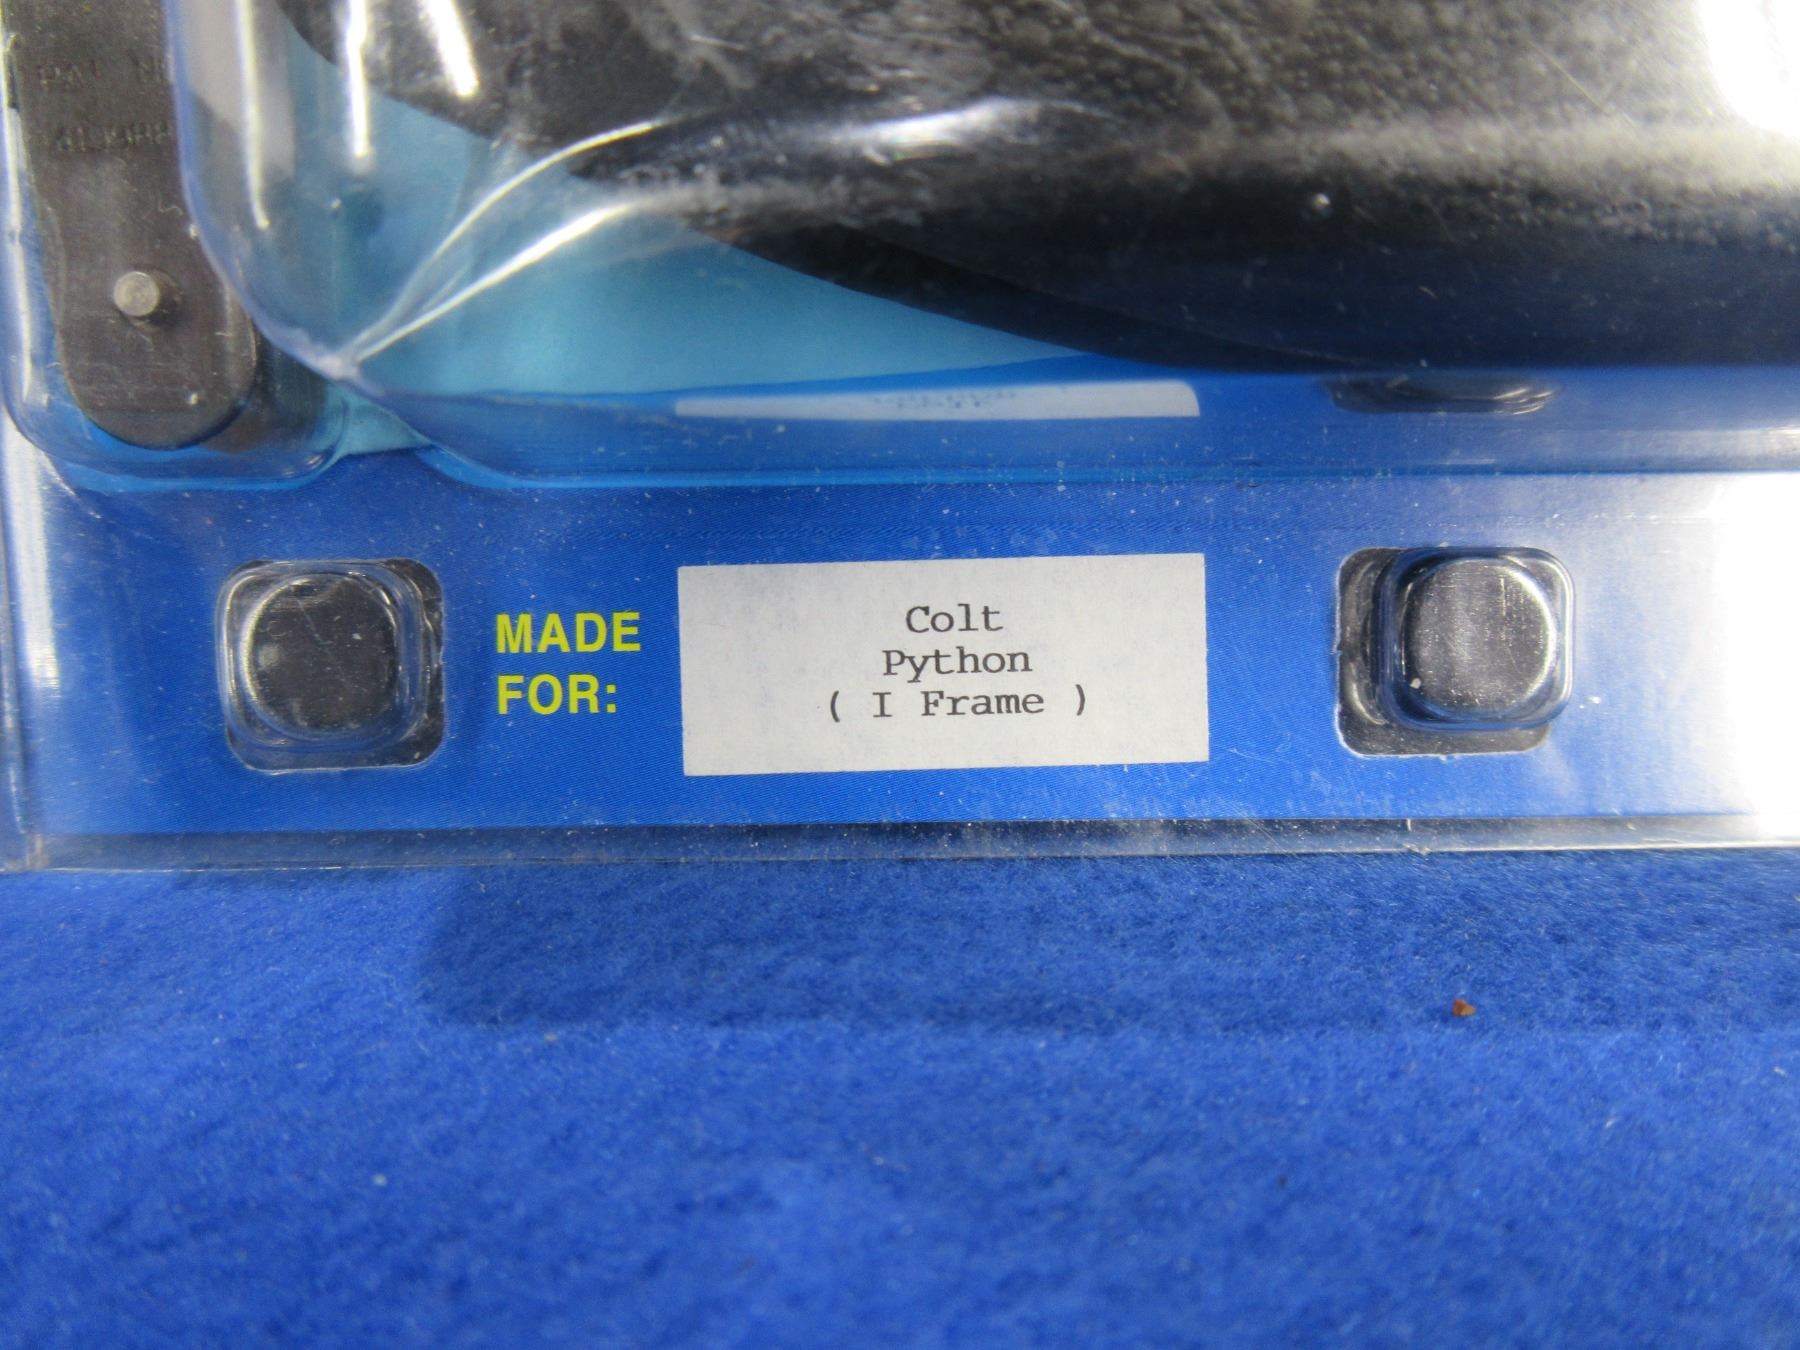 MADE
FOR:
Colt
Python
( I Frame )